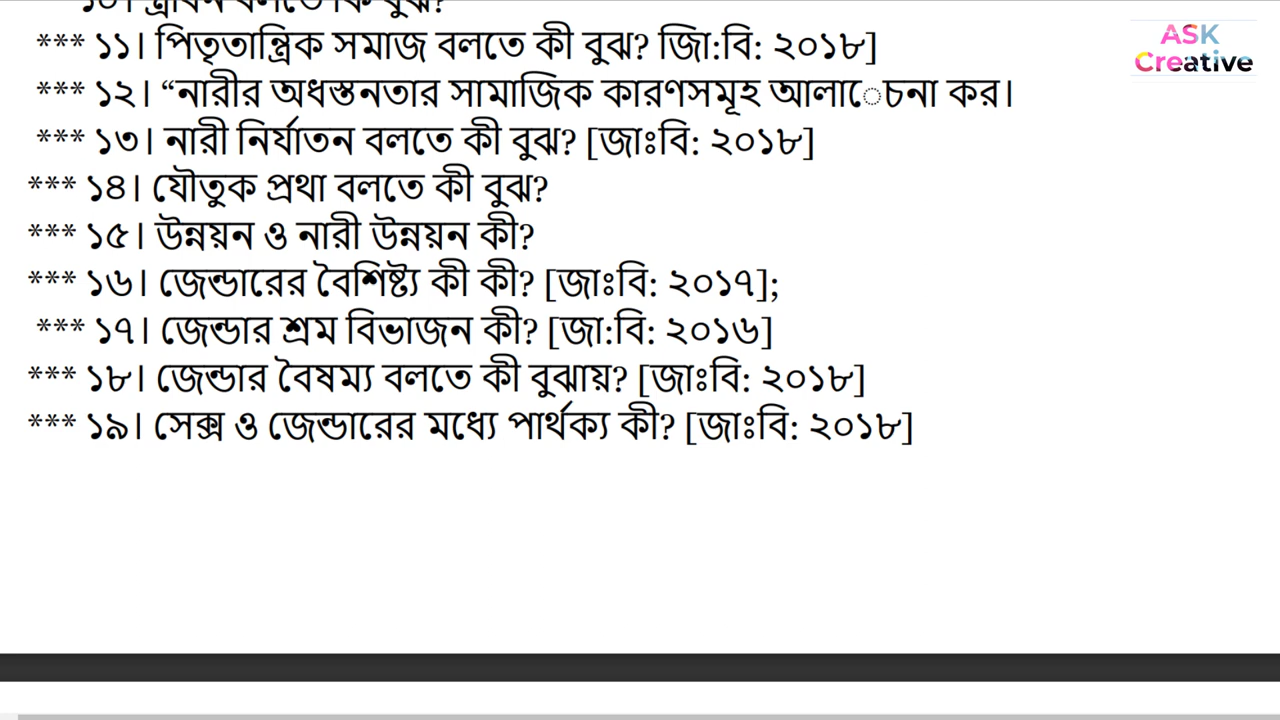 বলতে কি বুঝ?
*** ১১। পিতৃতান্ত্রিক সমাজ বলতে কী বুঝ? জাি:বি: ২০১৮]
*** ১২। “নারীর অধস্তনতার সামাজিক কারণসমূহ আলােচনা কর।
*** ১৩। নারী নির্যাতন বলতে কী বুঝ? [জাঃবি: ২০১৮]
*** ১৪। যৌতুক প্রথা বলতে কী বুঝ?
*** ১৫। উন্নয়ন ও নারী উন্নয়ন কী?
*** ১৬। জেন্ডারের বৈশিষ্ট্য কী কী? [জাঃবি: ২০১৭];
*** ১৭। জেন্ডার শ্রম বিভাজন কী? [জা:বি: ২০১৬]
*** ১৮। জেন্ডার বৈষম্য বলতে কী বুঝায়? [জাঃবি: ২০১৮]
*** ১৯। সেক্স ও জেন্ডারের মধ্যে পার্থক্য কী? [জাঃবি: ২০১৮]
ASK
Creative